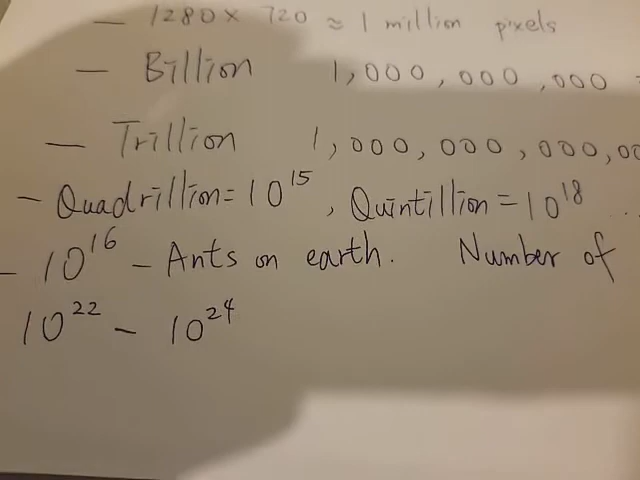 — 1280 × 720 ≈ 1 million pixels
— Billion 1,000,000,000
— Trillion 1,000,000,000,00
- Quadrillion = 10^15, Quintillion = 10^18 ..
- 10^16 - Ants on earth. Number of
10^22 - 10^24